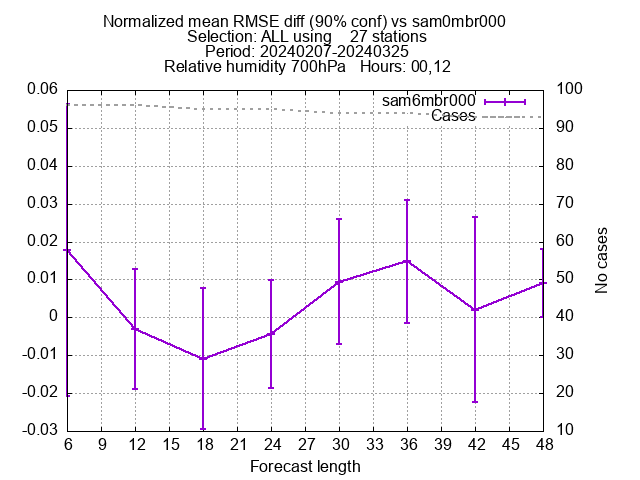 Normalized mean RMSE diff (90% conf) vs sam0mbr000
Selection: ALL using    27 stations
Period: 20240207-20240325
Relative humidity 700hPa   Hours: 00,12
0.06
0.05
0.04
0.03
0.02
0.01
0
-0.01
-0.02
-0.03
sam6mbr000
Cases
100
90
80
70
60
50
40
30
20
10
No cases
6 9 12 15 18 21 24 27 30 33 36 39 42 45 48
Forecast length